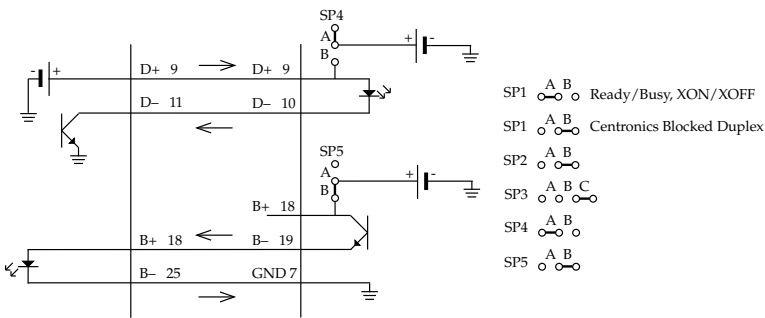 SP4
A
B
+ -
- +
D+ 9 D+ 9
D– 11 D– 10
SP5
A
B
+ -
B+ 18
B+ 18 B– 19
B– 25 GND 7
SP1 A B Ready/Busy, XON/XOFF
SP1 A B Centronics Blocked Duplex
SP2 A B
SP3 A B C
SP4 A B
SP5 A B